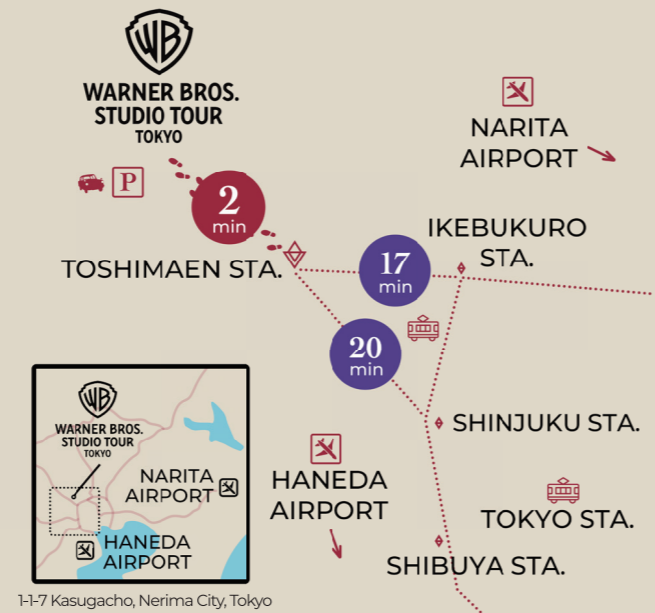 WB
WARNER BROS.
STUDIO TOUR
TOKYO
P
2
min
NARITA
AIRPORT
TOSHIMAEN STA.
17
min
IKEBUKURO
STA.
20
min
SHINJUKU STA.
HANEDA
AIRPORT
TOKYO STA.
SHIBUYA STA.
WB
WARNER BROS.
STUDIO TOUR
TOKYO
NARITA
AIRPORT
HANEDA
AIRPORT
1-1-7 Kasugacho, Nerima City, Tokyo